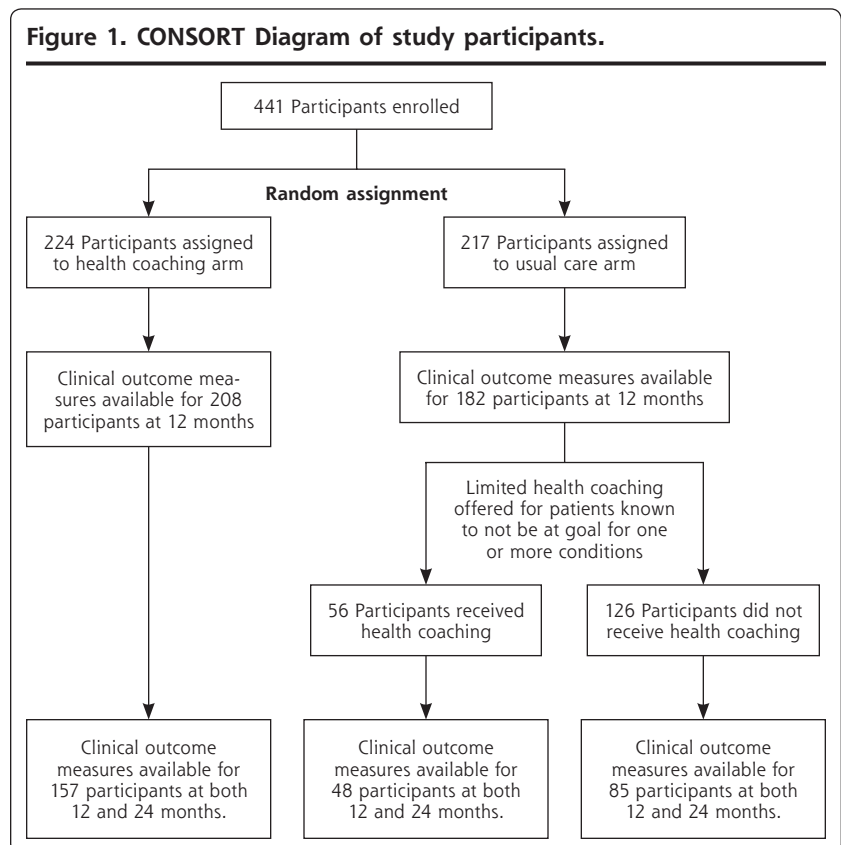 Figure 1. CONSORT Diagram of study participants.
441 Participants enrolled
Random assignment
224 Participants assigned
to health coaching arm
217 Participants assigned
to usual care arm
Clinical outcome mea-
sures available for 208
participants at 12 months
Clinical outcome measures available
for 182 participants at 12 months
Limited health coaching
offered for patients known
to not be at goal for one
or more conditions
56 Participants received
health coaching
126 Participants did not
receive health coaching
Clinical outcome
measures available for
157 participants at both
12 and 24 months.
Clinical outcome
measures available for
48 participants at both
12 and 24 months.
Clinical outcome
measures available for
85 participants at both
12 and 24 months.